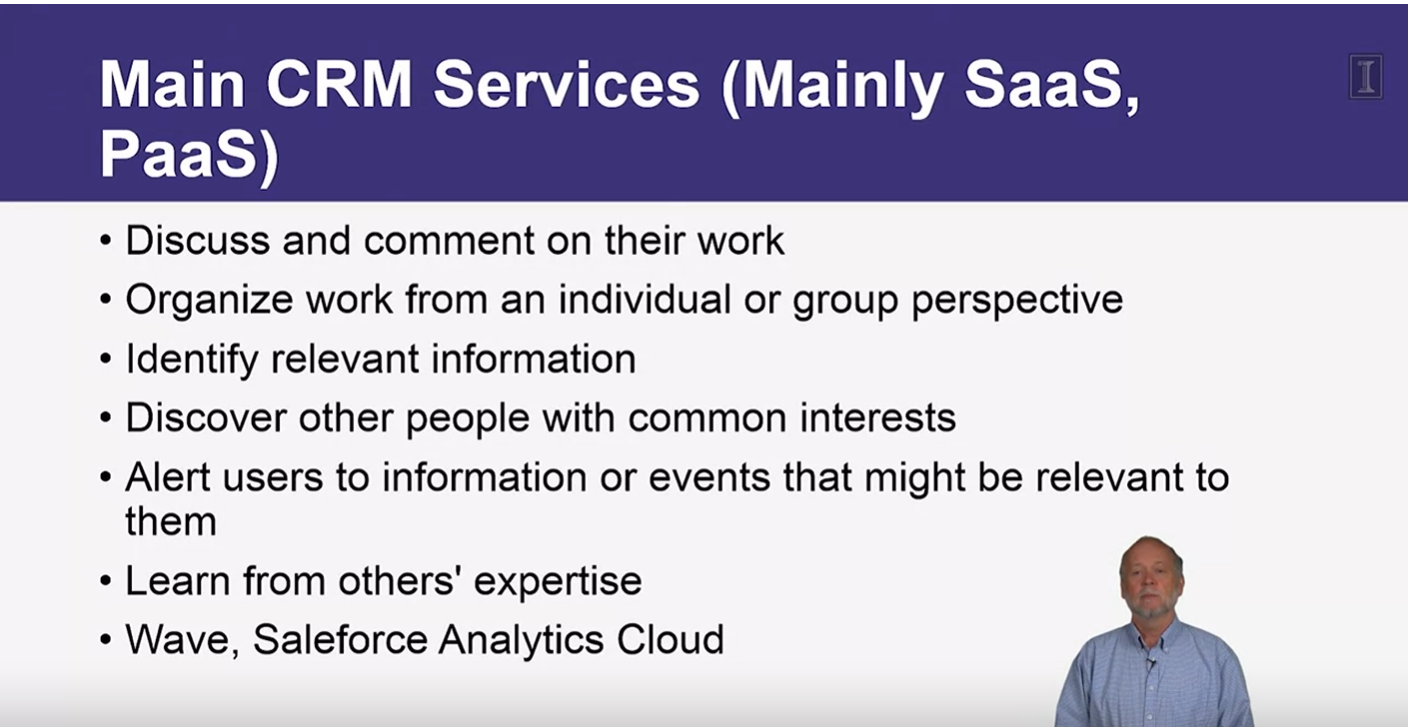 Main CRM Services (Mainly SaaS,
PaaS)
I
• Discuss and comment on their work
• Organize work from an individual or group perspective
• Identify relevant information
• Discover other people with common interests
• Alert users to information or events that might be relevant to
them
• Learn from others' expertise
• Wave, Saleforce Analytics Cloud